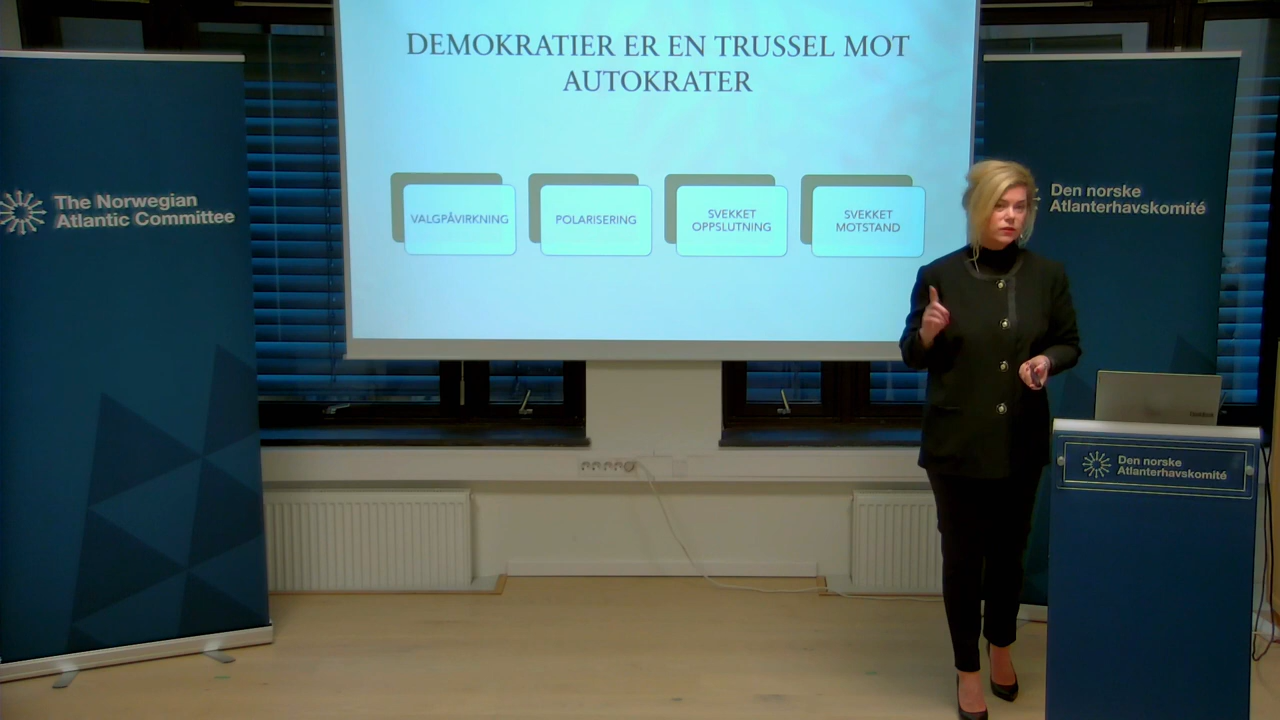 DEMOKRATIER ER EN TRUSSEL MOT
AUTOKRATER
VALGPÅVIRKNING
POLARISERING
SVEKKET
OPPSLUTNING
SVEKKET
MOTSTAND
The Norwegian
Atlantic Committee
Den norske
Atlanterhavskomité
Den norske
Atlanterhavskomité